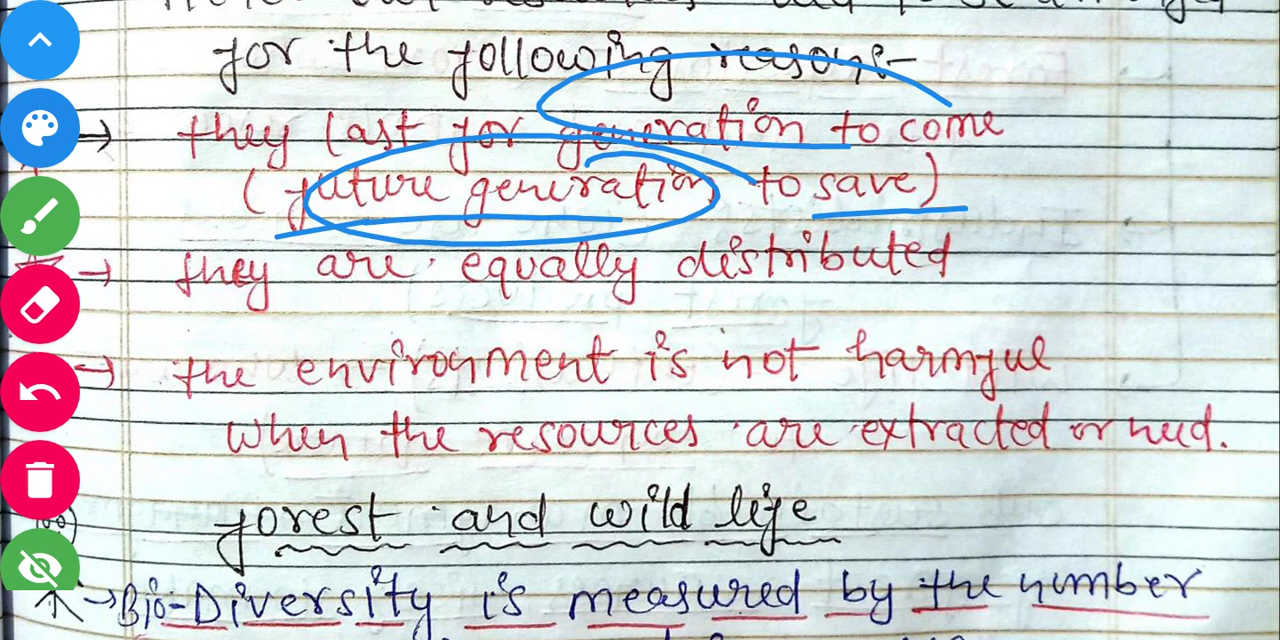 for the following reasons:-
→ they last for generation to come
( future generation to save)
→ they are equally distributed
→ the environment is not harmful
when the resources are extracted or
forest and wild life
→ Bio-Diversity is measured by the number